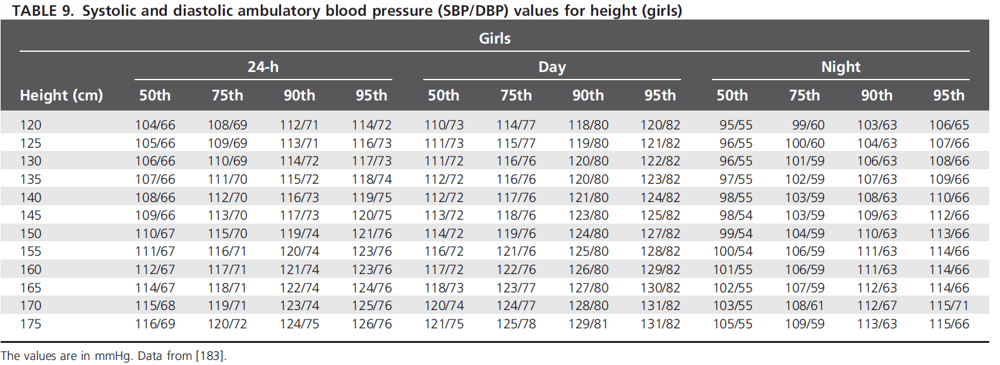 TABLE 9. Systolic and diastolic ambulatory blood pressure (SBP/DBP) values for height (girls)
Girls
24-h Day Night
Height (cm) 50th 75th 90th 95th 50th 75th 90th 95th 50th 75th 90th 95th
120 104/66 108/69 112/71 114/72 110/73 114/77 118/80 120/82 95/55 99/60 103/63 106/65
125 105/66 109/69 113/71 116/73 111/73 115/77 119/80 121/82 96/55 100/60 104/63 107/66
130 106/66 110/69 114/72 117/73 111/72 116/76 120/80 122/82 96/55 101/59 106/63 108/66
135 107/66 111/70 115/72 118/74 112/72 116/76 120/80 123/82 97/55 102/59 107/63 109/66
140 108/66 112/70 116/73 119/75 112/72 117/76 121/80 124/82 98/55 103/59 108/63 110/66
145 109/66 113/70 117/73 120/75 113/72 118/76 123/80 125/82 98/54 103/59 109/63 112/66
150 110/67 115/70 119/74 121/76 114/72 119/76 124/80 127/82 99/54 104/59 110/63 113/66
155 111/67 116/71 120/74 123/76 116/72 121/76 125/80 128/82 100/54 106/59 111/63 114/66
160 112/67 117/71 121/74 123/76 117/72 122/76 126/80 129/82 101/55 106/59 111/63 114/66
165 114/67 118/71 122/74 124/76 118/73 123/77 127/80 130/82 102/55 107/59 112/63 114/66
170 115/68 119/71 123/74 125/76 120/74 124/77 128/80 131/82 103/55 108/61 112/67 115/71
175 116/69 120/72 124/75 126/76 121/75 125/78 129/81 131/82 105/55 109/59 113/63 115/66
The values are in mmHg. Data from [183].